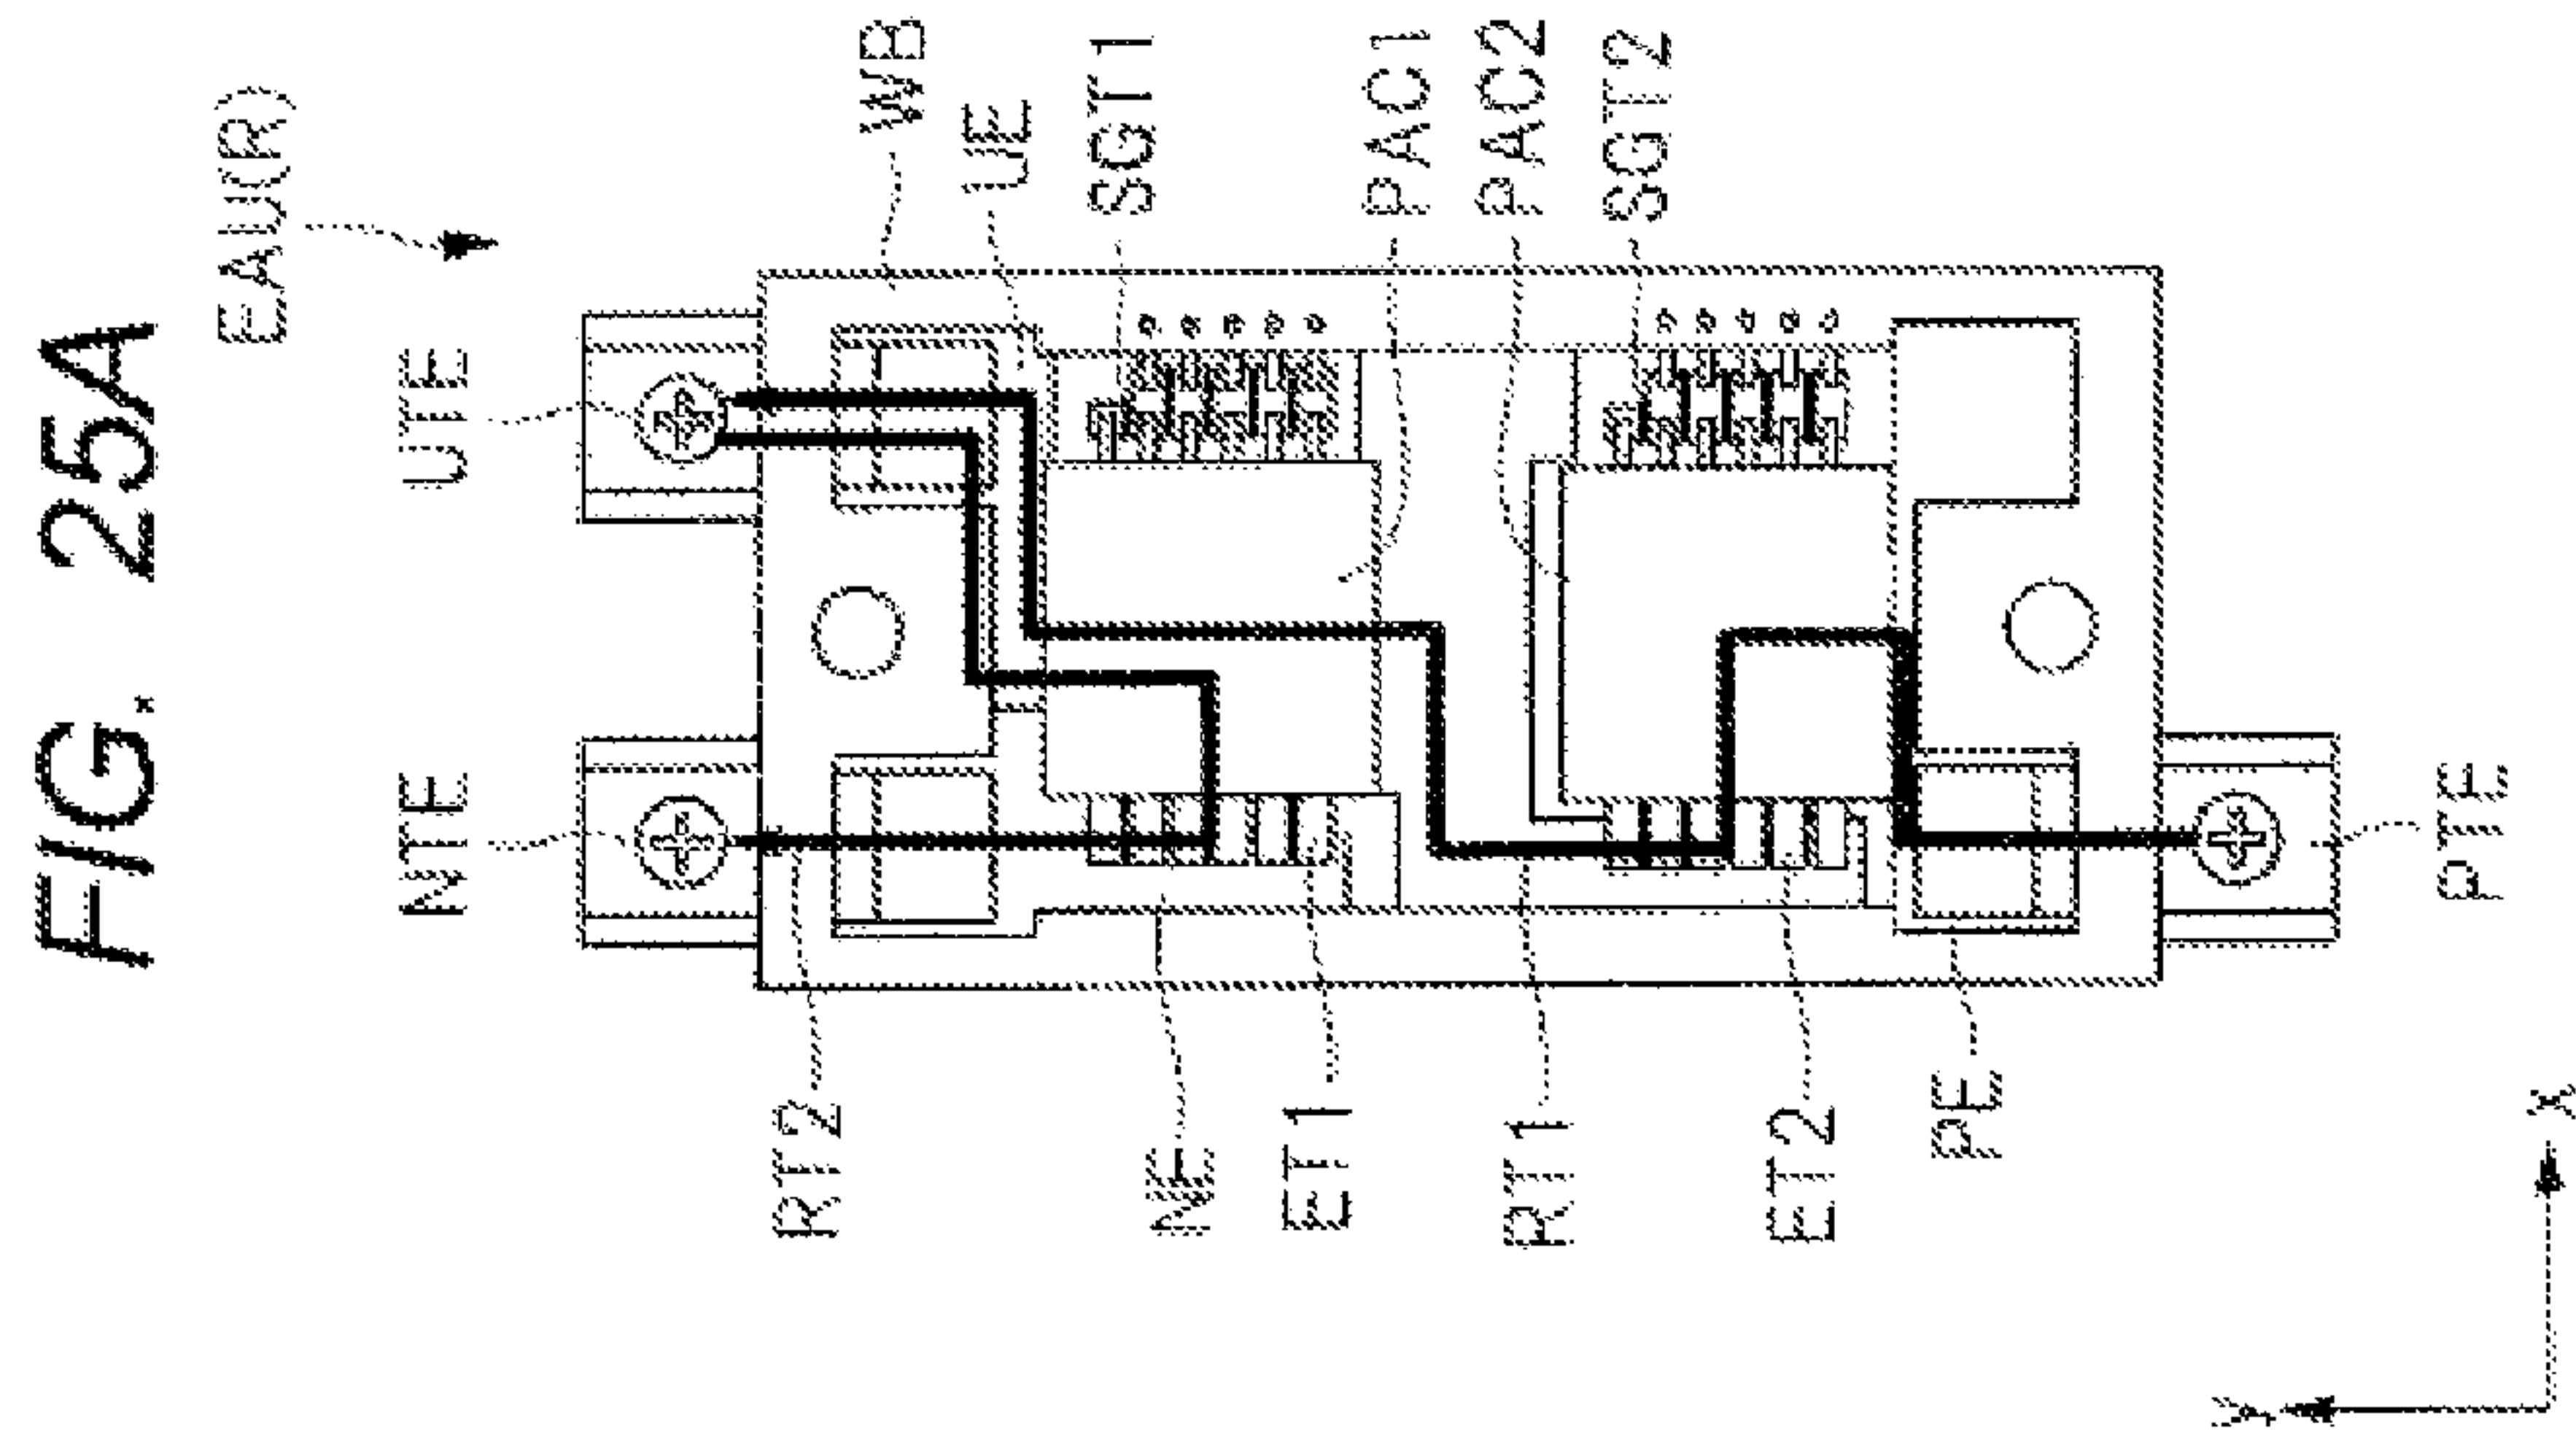 FIG. 25A
EAU(R)
NTE
UTE
WB
UE
SGT1
PAC1
PAC2
SGT2
RT2
NE
ET1
RT1
ET2
PE
PTE
X
y